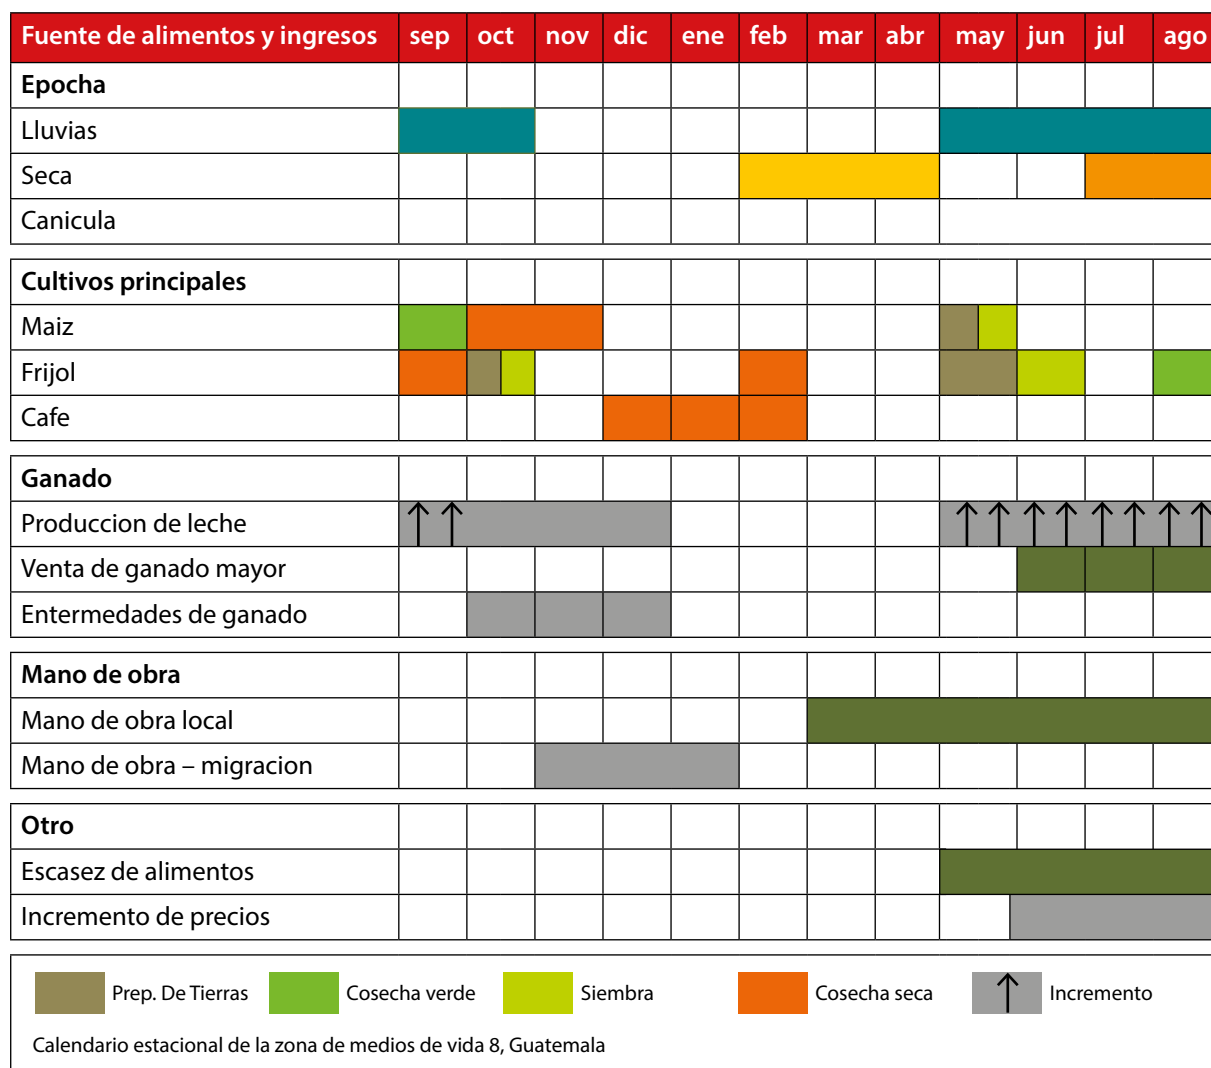 Fuente de alimentos y ingresos sep oct nov dic ene feb mar abr may jun jul ago
Epocha
Lluvias
Seca
Canicula
Cultivos principales
Maiz
Frijol
Cafe
Ganado
Produccion de leche
Venta de ganado mayor
Entermedades de ganado
Mano de obra
Mano de obra local
Mano de obra – migracion
Otro
Escasez de alimentos
Incremento de precios
Prep. De Tierras Cosecha verde Siembra Cosecha seca Incremento
Calendario estacional de la zona de medios de vida 8, Guatemala